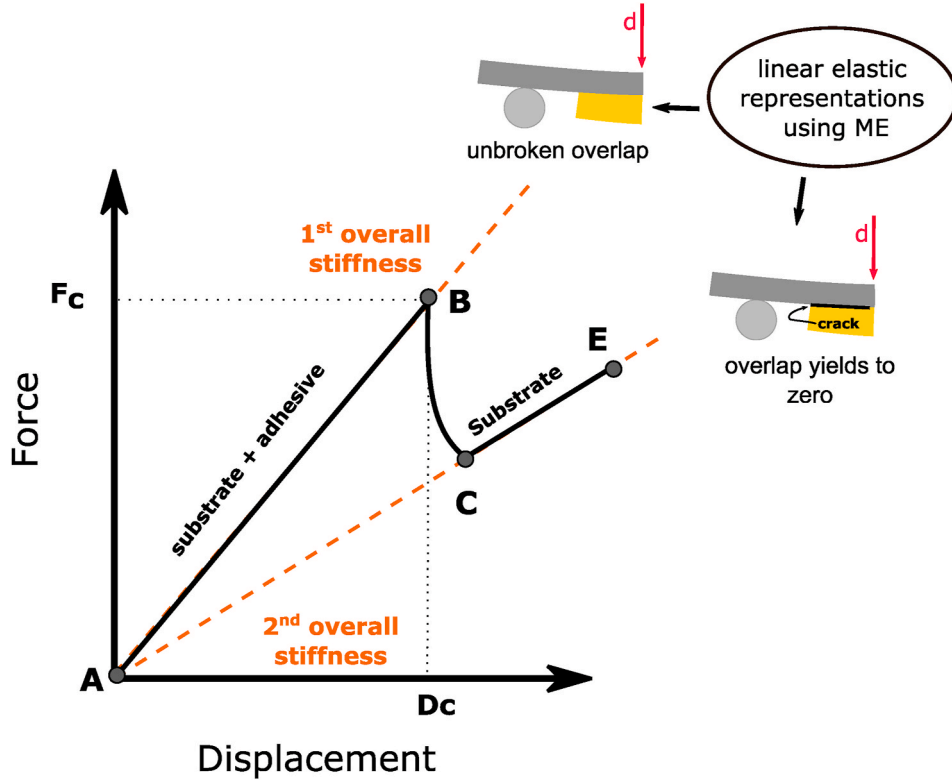 d
linear elastic
representations
using ME
unbroken overlap
1st overall
stiffness
d
Fc
B
crack
E
overlap yields to
zero
Force
substrate + adhesive
Substrate
C
2nd overall
stiffness
A
Dc
Displacement